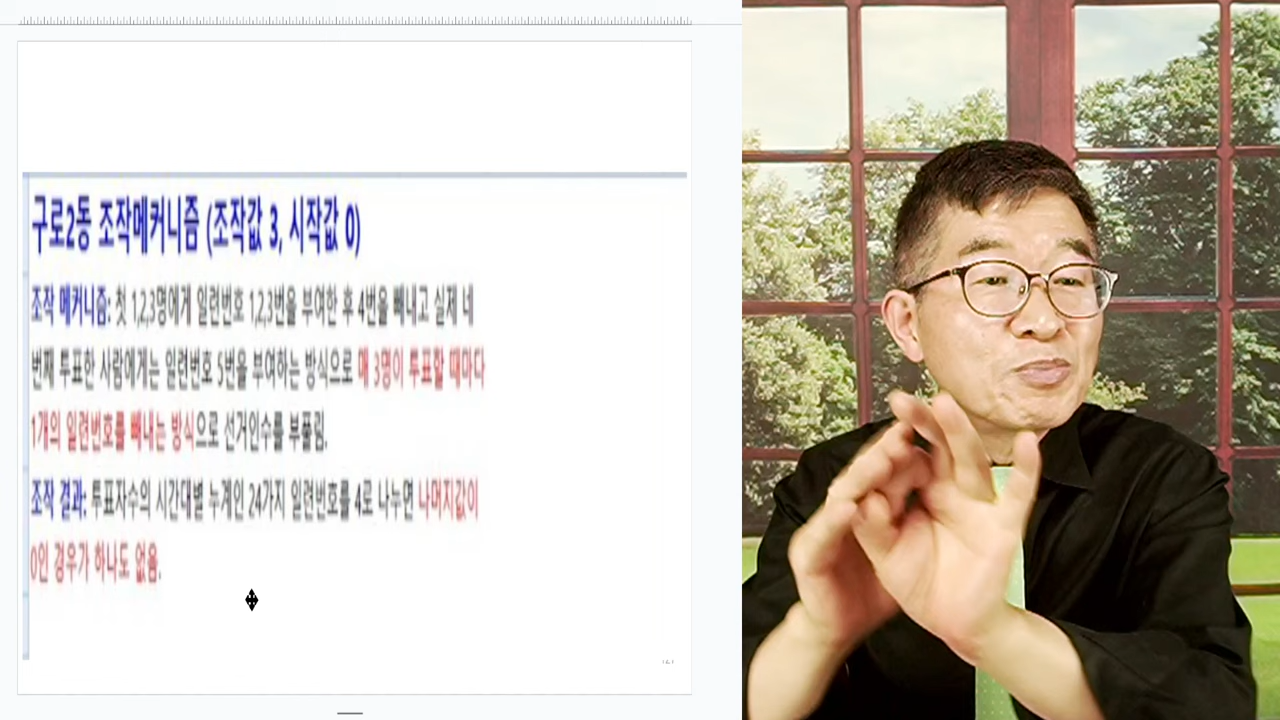 구로2동 조작메커니즘 (조작값 3, 시작값 0)
조작 메커니즘: 첫 1,2,3명에게 일련번호 1,2,3번을 부여한 후 4번을 빼내고 실제 네
번째 투표한 사람에게는 일련번호 5번을 부여하는 방식으로 매 3명이 투표할 때마다
1개의 일련번호를 빼내는 방식으로 선거인수를 부풀림.
조작 결과: 투표자수의 시간대별 누계인 24가지 일련번호를 4로 나누면 나머지값이
0인 경우가 하나도 없음.